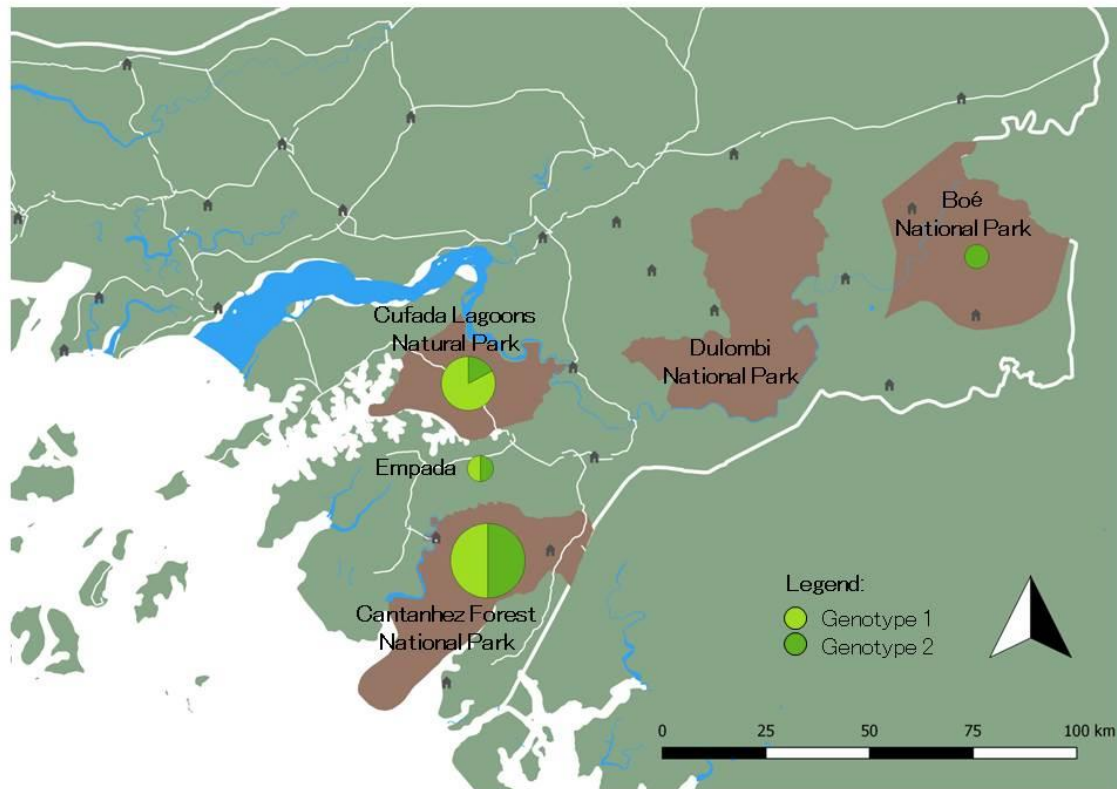 Boé
National Park
Cufada Lagoons
Natural Park
Dulombi
National Park
Empada
Cantanhez Forest
National Park
Legend:
Genotype 1
Genotype 2
0 25 50 75 100 km